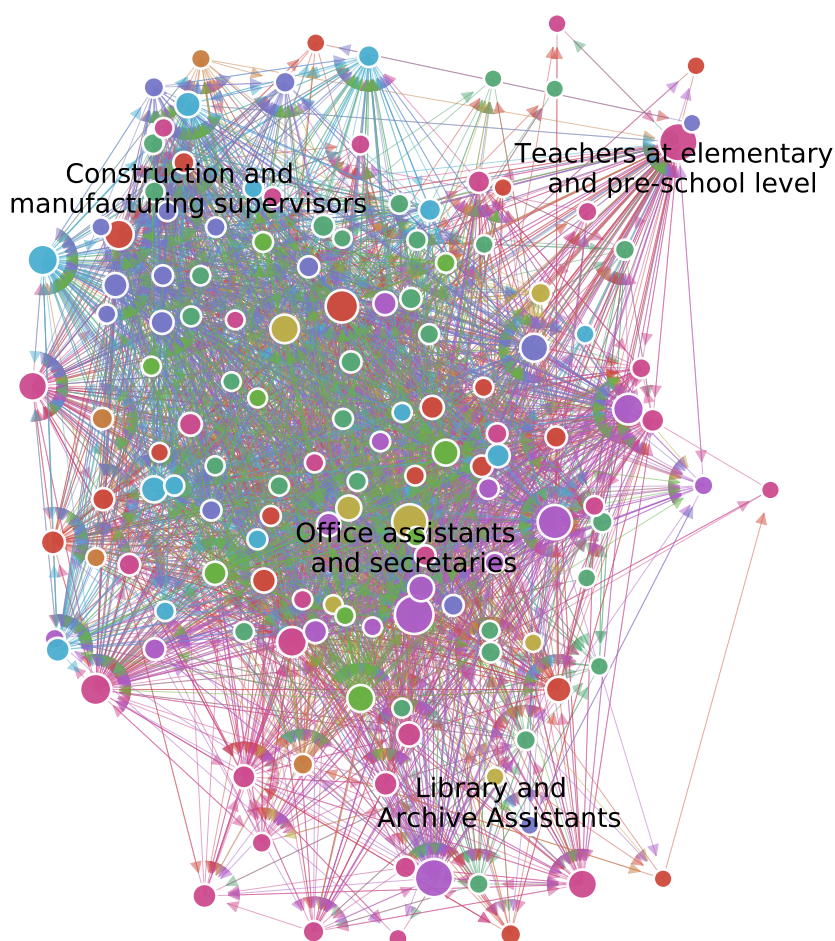 Teachers at elementary
and pre-school level
Construction and
manufacturing supervisors
Office assistants
and secretaries
Library and
Archive Assistants